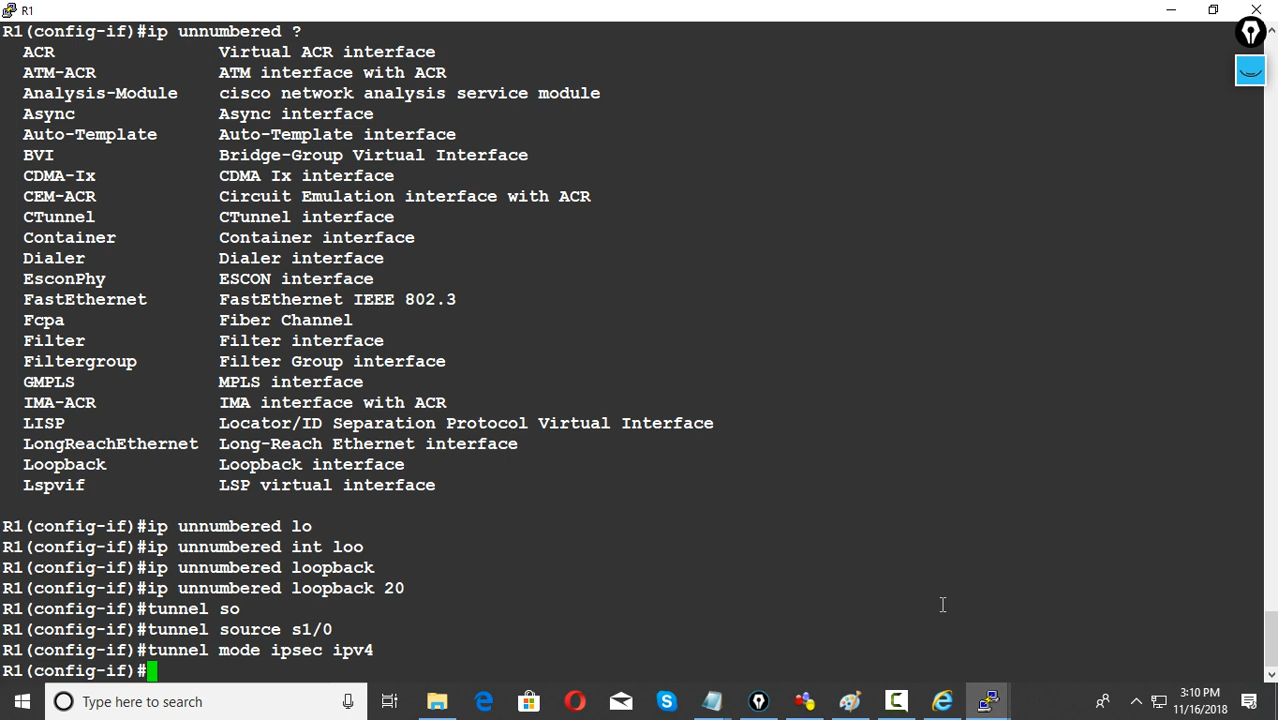 R1
R1(config-if)#ip unnumbered ?
ACR Virtual ACR interface
ATM-ACR ATM interface with ACR
Analysis-Module cisco network analysis service module
Async Async interface
Auto-Template Auto-Template interface
BVI Bridge-Group Virtual Interface
CDMA-Ix CDMA Ix interface
CEM-ACR Circuit Emulation interface with ACR
CTunnel CTunnel interface
Container Container interface
Dialer Dialer interface
EsconPhy ESCON interface
FastEthernet FastEthernet IEEE 802.3
Fcpa Fiber Channel
Filter Filter interface
Filtergroup Filter Group interface
GMPLS MPLS interface
IMA-ACR IMA interface with ACR
LISP Locator/ID Separation Protocol Virtual Interface
LongReachEthernet Long-Reach Ethernet interface
Loopback Loopback interface
Lspvif LSP virtual interface
R1(config-if)#ip unnumbered lo
R1(config-if)#ip unnumbered int loo
R1(config-if)#ip unnumbered loopback
R1(config-if)#ip unnumbered loopback 20
R1(config-if)#tunnel so
R1(config-if)#tunnel source s1/0
R1(config-if)#tunnel mode ipsec ipv4
R1(config-if)#
Type here to search
3:10 PM
11/16/2018